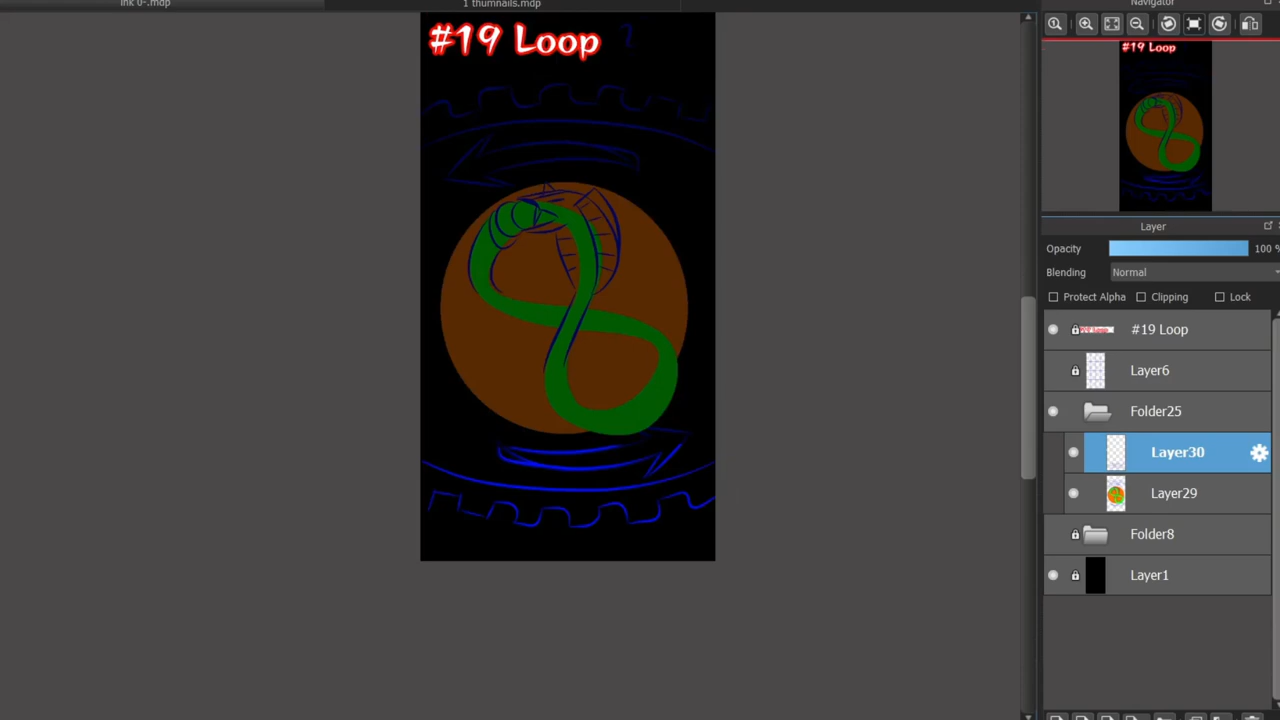 ink 0-.mdp
1 thumnails.mdp
Navigator
#19 Loop
#19 Loop
Layer
Opacity
100 %
Blending
Normal
Protect Alpha
Clipping
Lock
#19 Loop
Layer6
Folder25
Layer30
Layer29
Folder8
Layer1